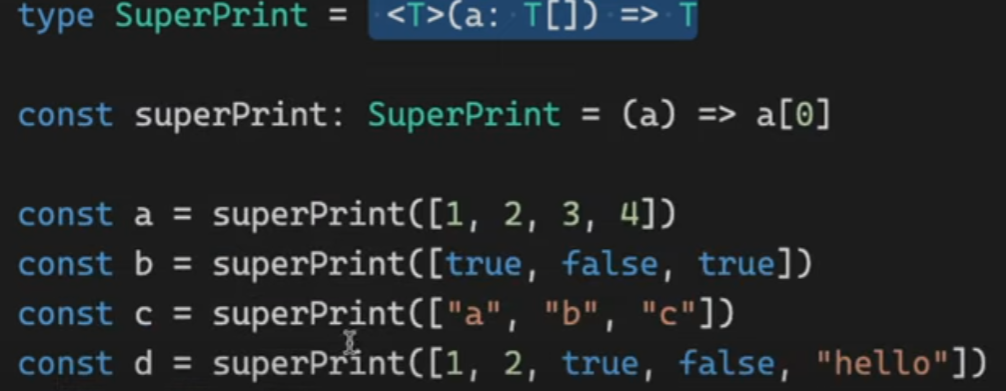 type SuperPrint = <T>(a: T[]) => T
const superPrint: SuperPrint = (a) => a[0]
const a = superPrint([1, 2, 3, 4])
const b = superPrint([true, false, true])
const c = superPrint(["a", "b", "c"])
const d = superPrint([1, 2, true, false, "hello"])